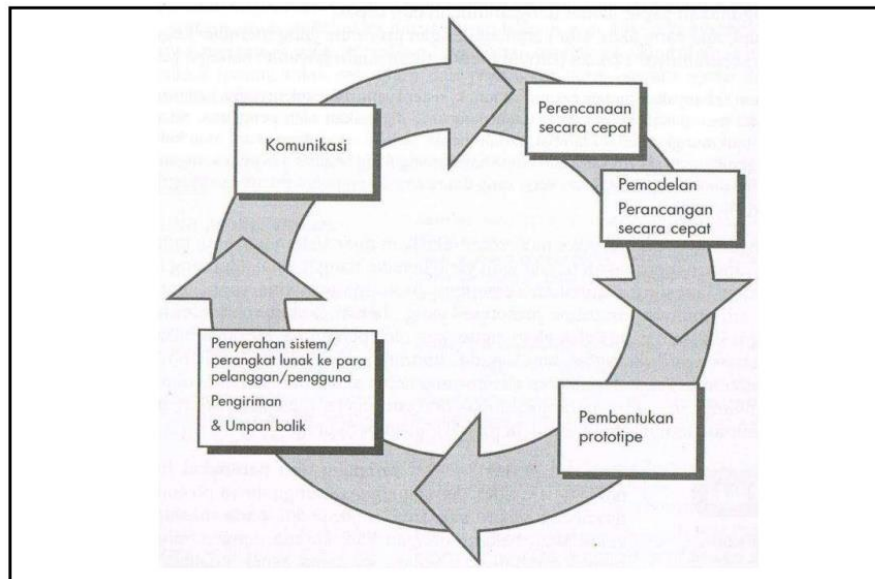 Komunikasi
Perencanaan
secara cepat
Pemodelan
Perancangan
secara cepat
Pembentukan
prototipe
Penyerahan sistem/
perangkat lunak ke para
pelanggan/pengguna
Pengiriman
& Umpan balik